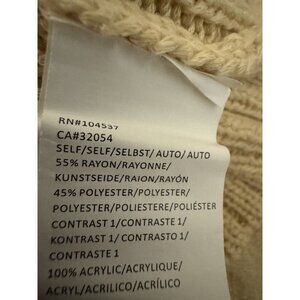 RN#104537
CA#32054
SELF/SELF/SELBST/ AUTO/ AUTO
55% RAYON/RAYONNE/
KUNSTSEIDE/RAION/RAYÓN
45% POLYESTER/POLYESTER/
POLYESTER/POLIESTERE/POLIÉSTER
CONTRAST 1/CONTRASTE 1/
KONTRAST 1/ CONTRASTO 1/
CONTRASTE 1
100% ACRYLIC/ACRYLIQUE/
ACRYL/ACRILICO/ACRÍLICO